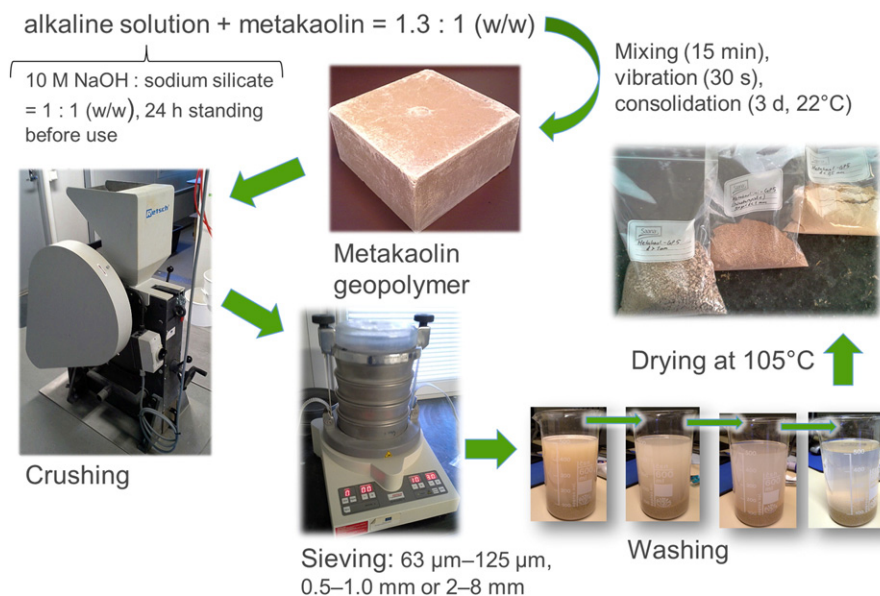 alkaline solution + metakaolin = 1.3 : 1 (w/w)
10 M NaOH : sodium silicate
= 1 : 1 (w/w), 24 h standing
before use
Mixing (15 min),
vibration (30 s),
consolidation (3 d, 22°C)
Retsch
Metakaolin
geopolymer
Crushing
Sieving: 63 µm–125 µm,
0.5–1.0 mm or 2–8 mm
Washing
Drying at 105°C